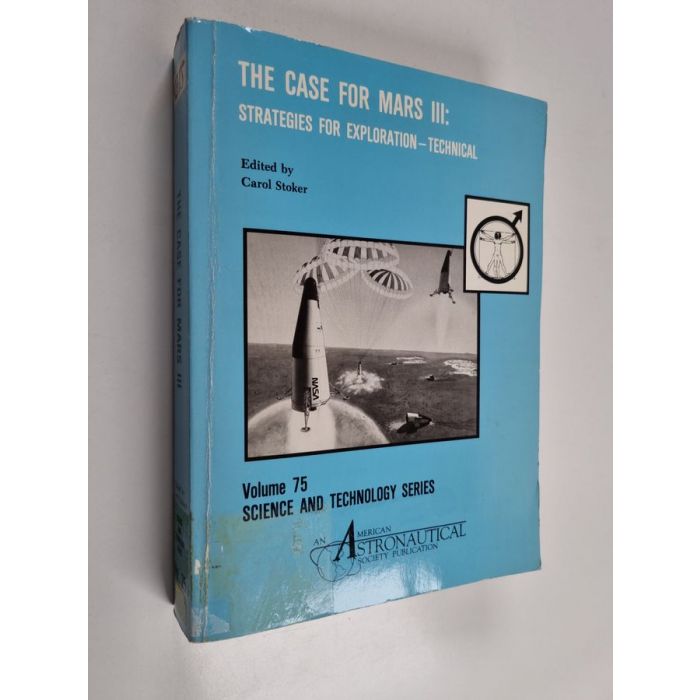 THE CASE FOR MARS III:
STRATEGIES FOR EXPLORATION—TECHNICAL
Edited by
Carol Stoker
NASA
Volume 75
SCIENCE AND TECHNOLOGY SERIES
AN AMERICAN
ASTRONAUTICAL
SOCIETY PUBLICATION
THE CASE FOR MARS III